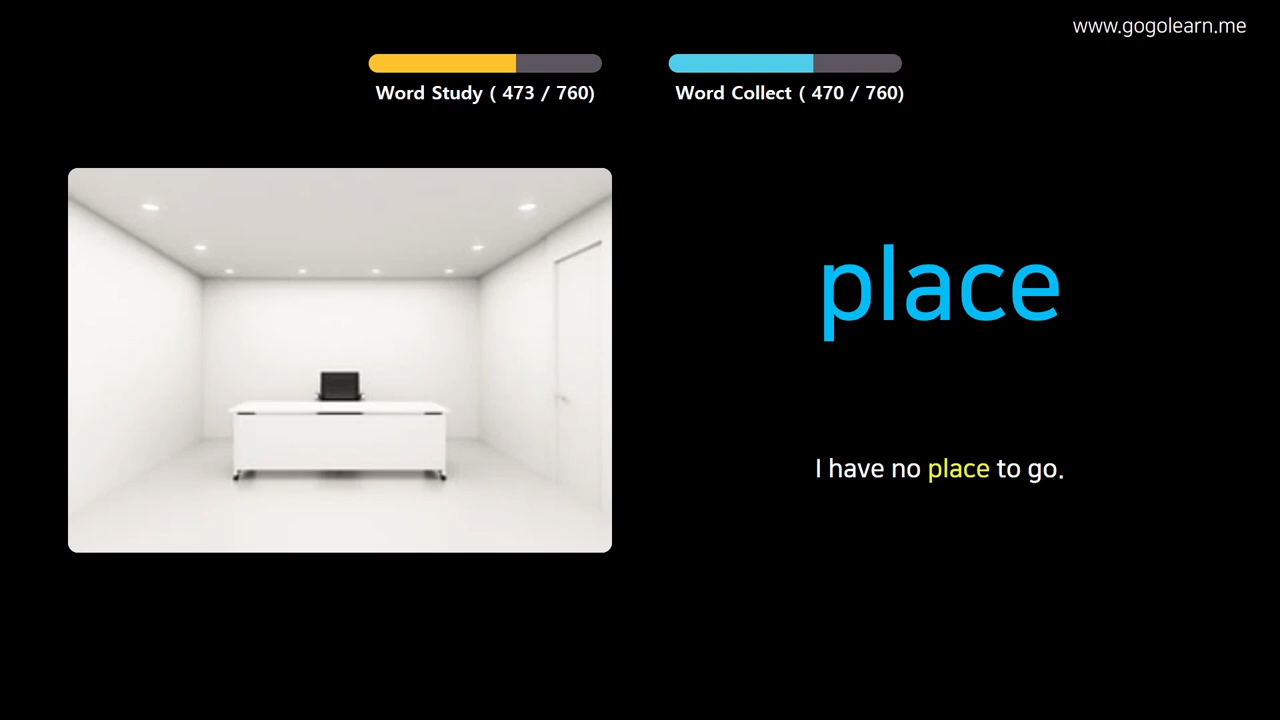 www.gogolearn.me
Word Study ( 473 / 760)
Word Collect ( 470 / 760)
place
I have no place to go.